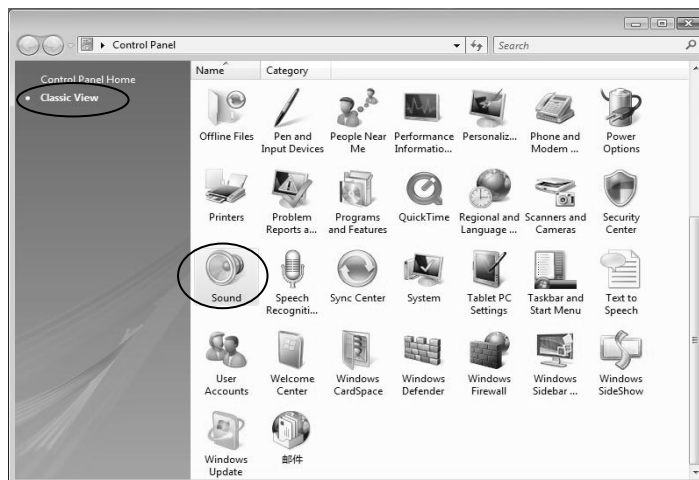 Control Panel
Search
Control Panel Home
Classic View
Name Category
Offline Files
Pen and
Input Devices
People Near
Me
Performance
Informatio...
Personaliz...
Phone and
Modem ...
Power
Options
Printers
Problem
Reports a...
Programs
and Features
QuickTime
Regional and
Language ...
Scanners and
Cameras
Security
Center
Sound
Speech
Recogniti...
Sync Center
System
Tablet PC
Settings
Taskbar and
Start Menu
Text to
Speech
User
Accounts
Welcome
Center
Windows
CardSpace
Windows
Defender
Windows
Firewall
Windows
Sidebar ...
Windows
SideShow
Windows
Update
邮件